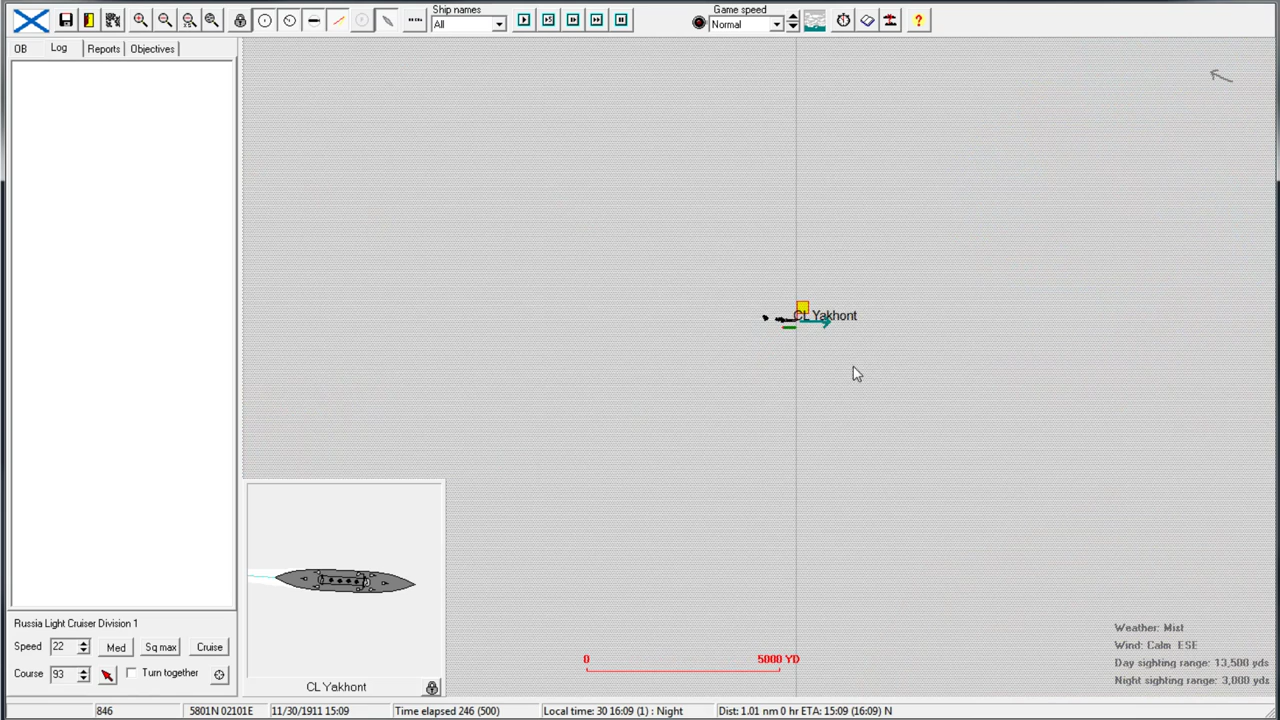 Ship names
Game speed
All
Normal
?
OB
Log
Reports
Objectives
CL Yakhont
Russia Light Cruiser Division 1
Speed 22 Med Sq max Cruise
Course 93 Turn together
CL Yakhont
0 5000 YD
Weather: Mist
Wind: Calm ESE
Day sighting range: 13,500 yds
Night sighting range: 3,000 yds
846 5801N 02101E 11/30/1911 15:09 Time elapsed 246 (500) Local time: 30 16:09 (1) : Night Dist: 1.01 nm 0 hr ETA: 15:09 (16:09) N